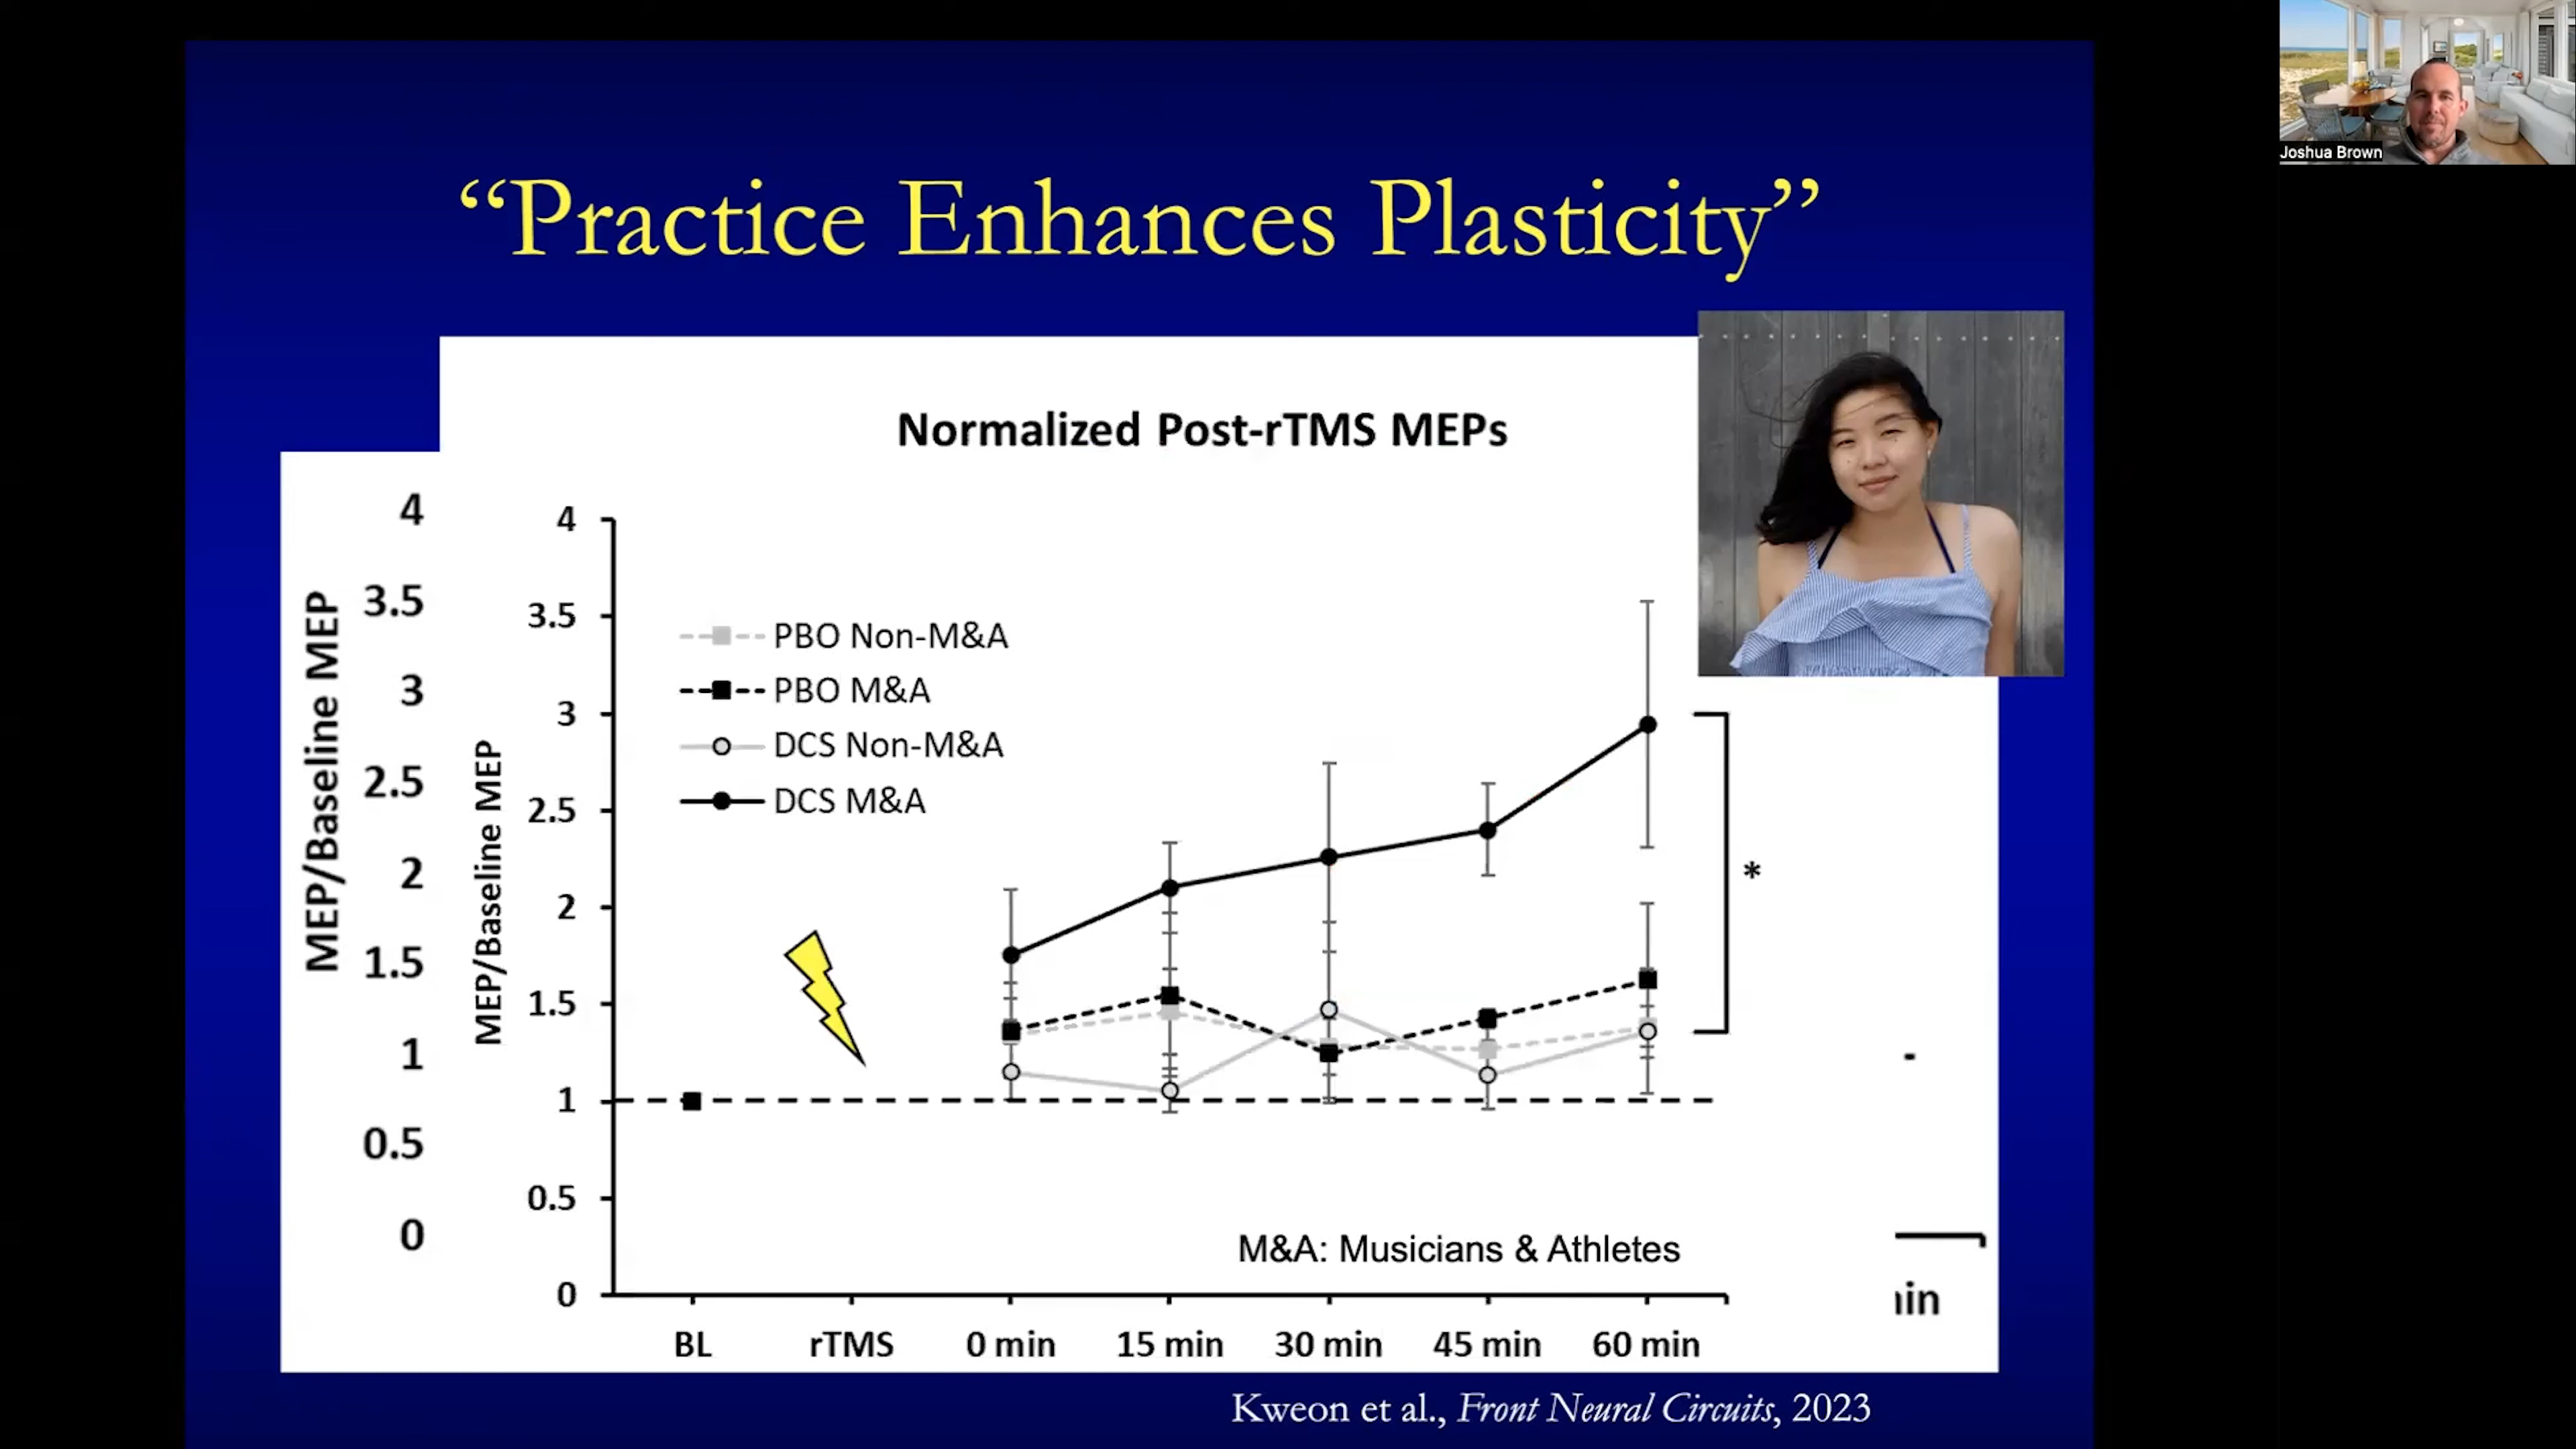 Joshua Brown
“Practice Enhances Plasticity”
Normalized Post-rTMS MEPs
MEP/Baseline MEP
4
3.5
3
2.5
2
1.5
1
0.5
0
MEP/Baseline MEP
4
3.5
3
2.5
2
1.5
1
0.5
0
PBO Non-M&A
PBO M&A
DCS Non-M&A
DCS M&A
*
M&A: Musicians & Athletes
BL rTMS 0 min 15 min 30 min 45 min 60 min
Kweon et al., Front Neural Circuits, 2023